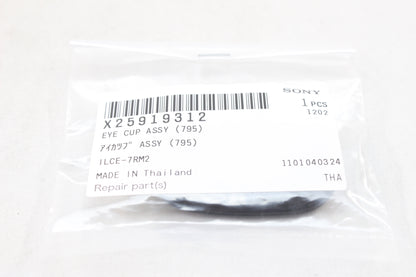 SONY
X25919312
1 PCS
EYE CUP ASSY (795)
1202
ｱｲｶﾂﾌﾟ ASSY (795)
ILCE-7RM2
1101040324
MADE IN Thailand
THA
Repair part(s)